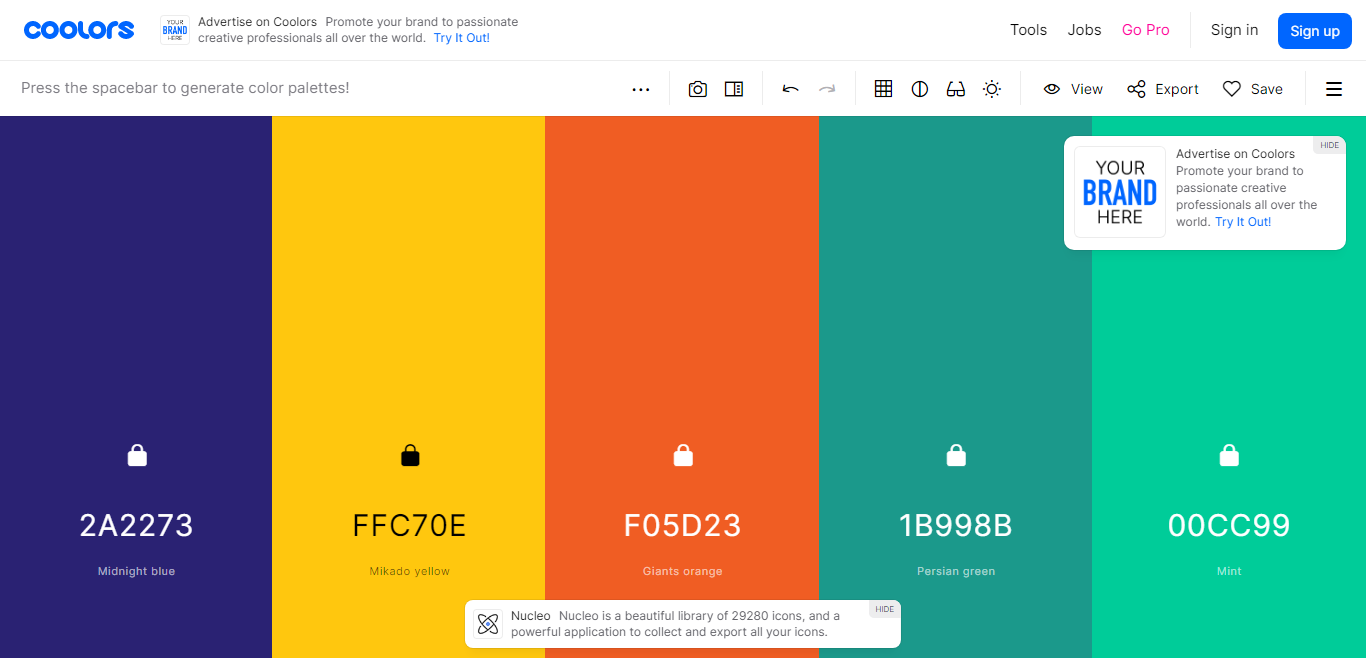 coolors
YOUR
BRAND
HERE
Advertise on Coolors Promote your brand to passionate
creative professionals all over the world. Try It Out!
Tools Jobs Go Pro Sign in Sign up
Press the spacebar to generate color palettes!
View Export Save
HIDE
YOUR
BRAND
HERE
Advertise on Coolors
Promote your brand to
passionate creative
professionals all over the
world. Try It Out!
2A2273 FFC70E F05D23 1B998B 00CC99
Midnight blue Mikado yellow Giants orange Persian green Mint
HIDE
Nucleo Nucleo is a beautiful library of 29280 icons, and a
powerful application to collect and export all your icons.